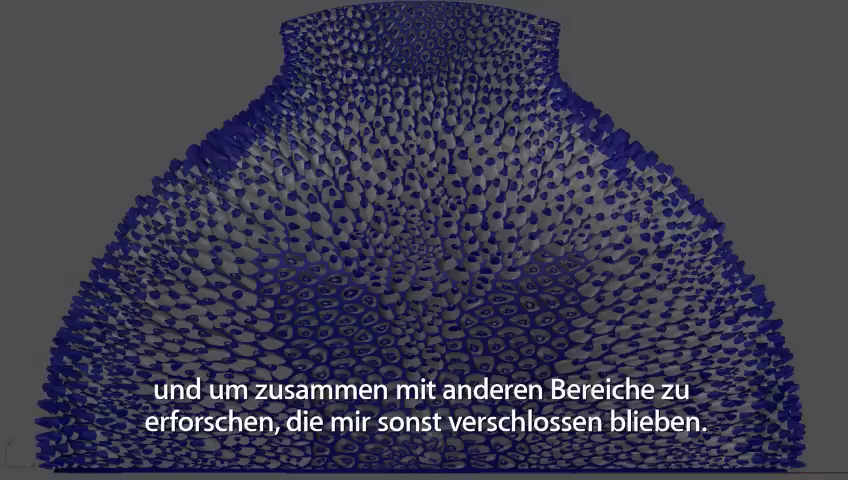 und um zusammen mit anderen Bereiche zu
erforschen, die mir sonst verschlossen blieben.